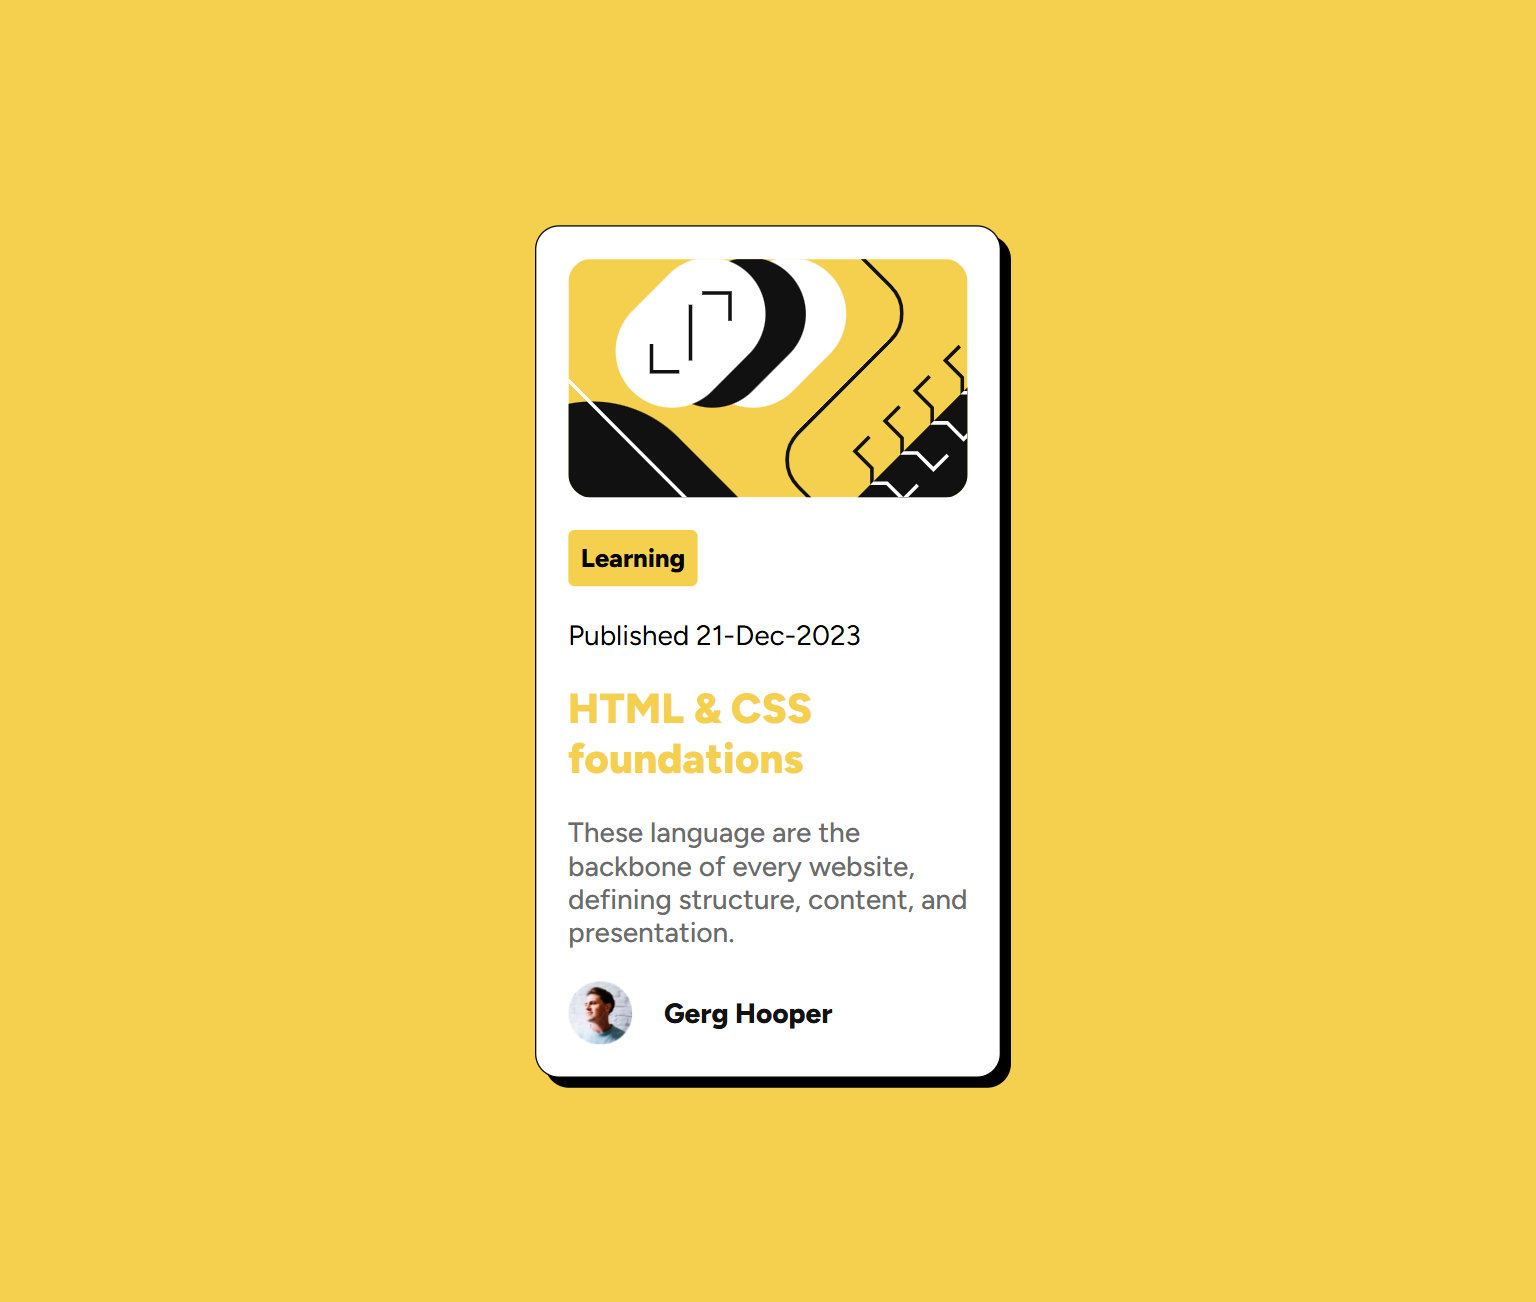 Learning
Published 21-Dec-2023
HTML & CSS
foundations
These language are the
backbone of every website,
defining structure, content, and
presentation.
Gerg Hooper